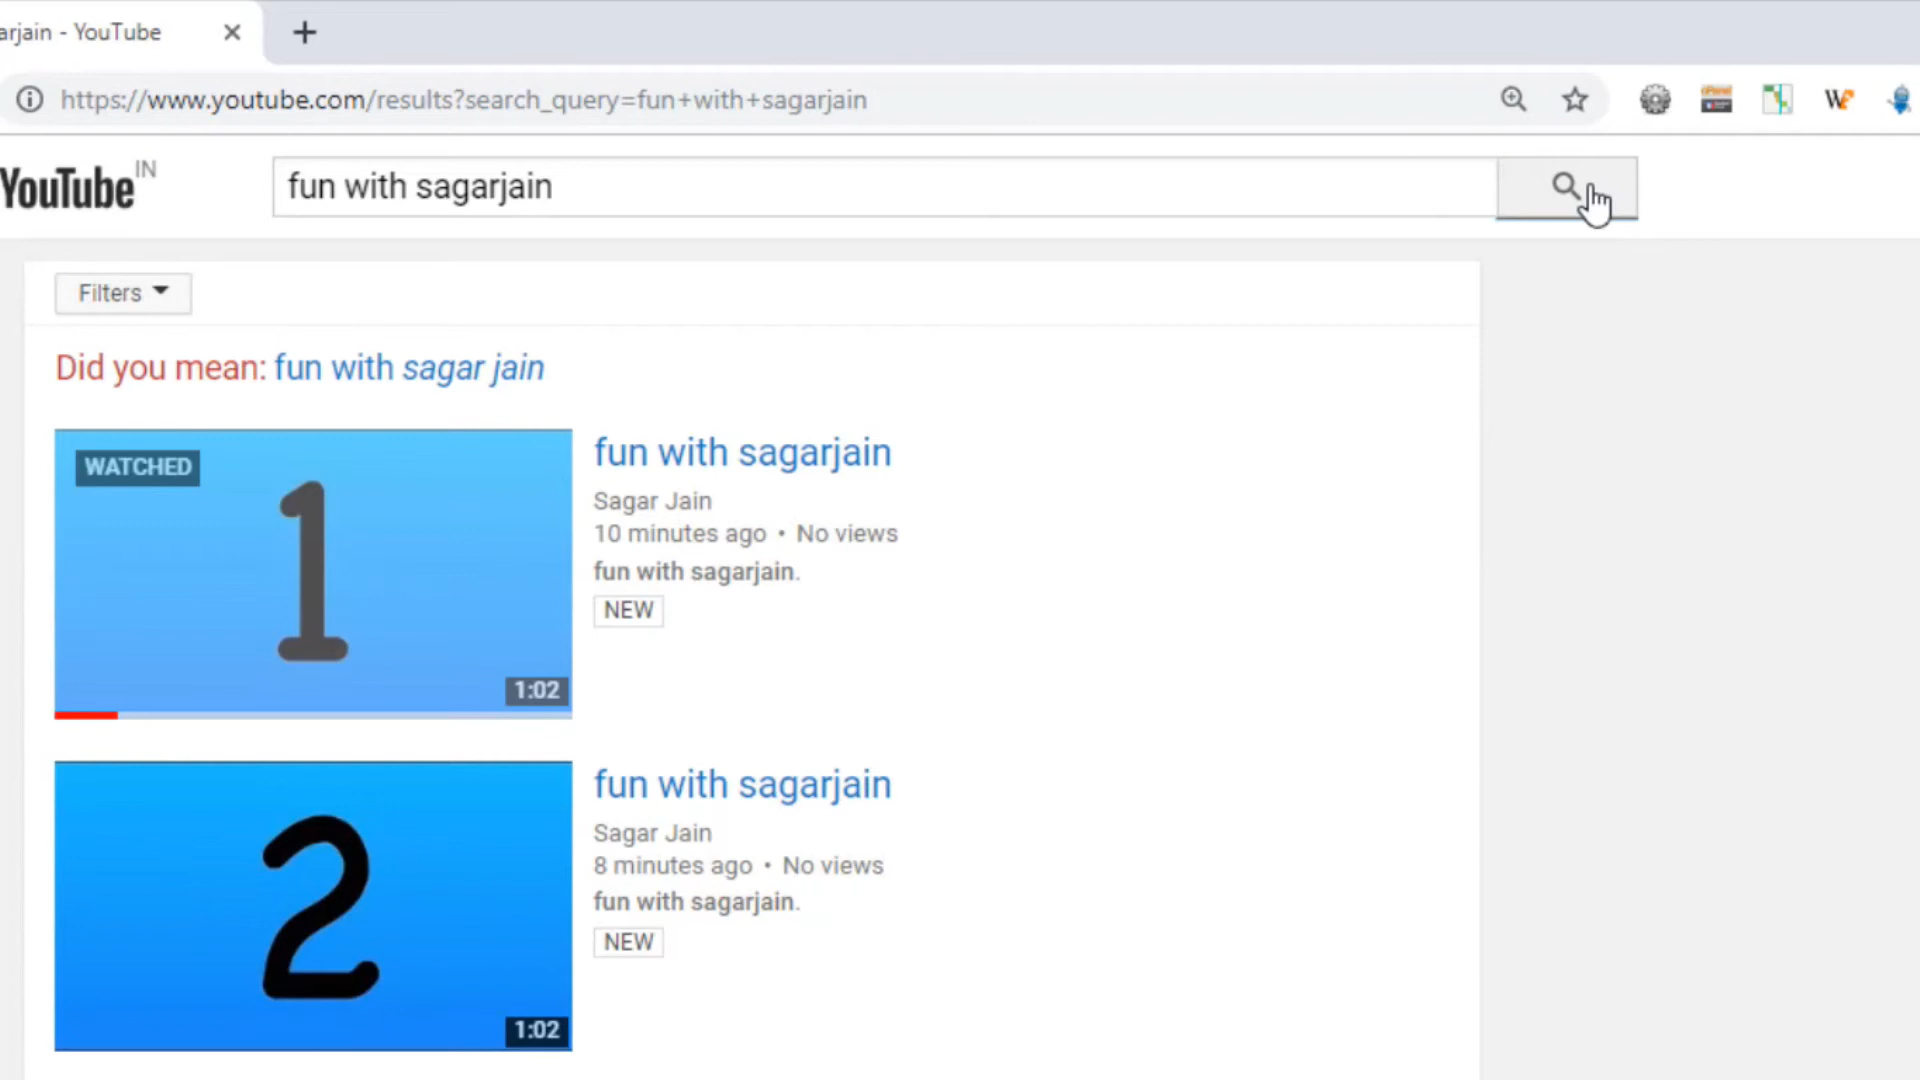 arjain - YouTube
https://www.youtube.com/results?search_query=fun+with+sagarjain
YouTube IN
fun with sagarjain
Filters
Did you mean: fun with sagar jain
WATCHED
1
1:02
fun with sagarjain
Sagar Jain
10 minutes ago • No views
fun with sagarjain.
NEW
2
1:02
fun with sagarjain
Sagar Jain
8 minutes ago • No views
fun with sagarjain.
NEW